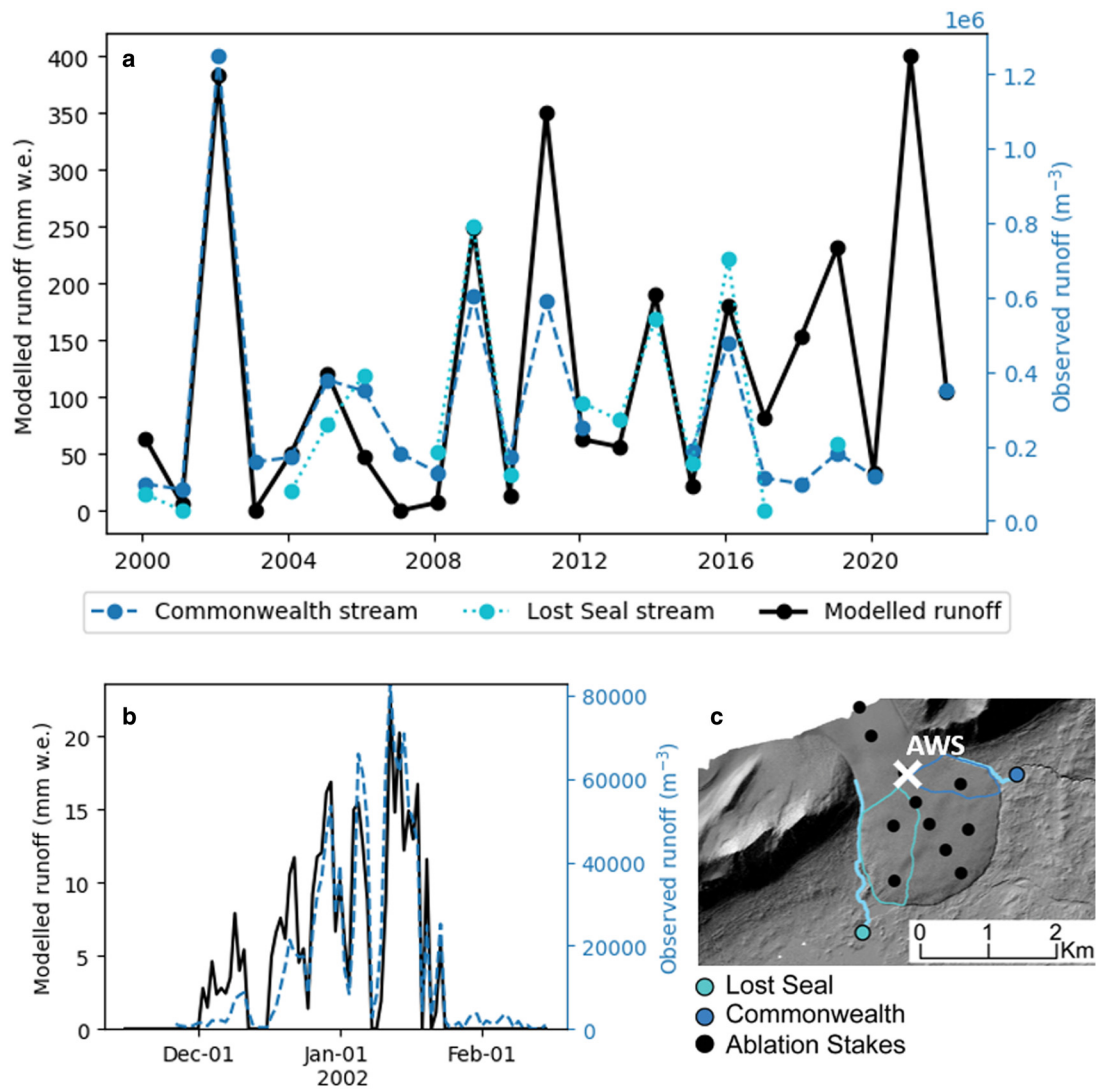 1e6
a
400
350
300
250
200
150
100
50
0
Modelled runoff (mm w.e.)
1.2
1.0
0.8
0.6
0.4
0.2
0.0
Observed runoff (m⁻³)
2000 2004 2008 2012 2016 2020
Commonwealth stream Lost Seal stream Modelled runoff
b
20
15
10
5
0
Modelled runoff (mm w.e.)
80000
60000
40000
20000
0
Observed runoff (m⁻³)
Dec-01 Jan-01 Feb-01
2002
c
AWS
0 1 2
Km
Lost Seal
Commonwealth
Ablation Stakes